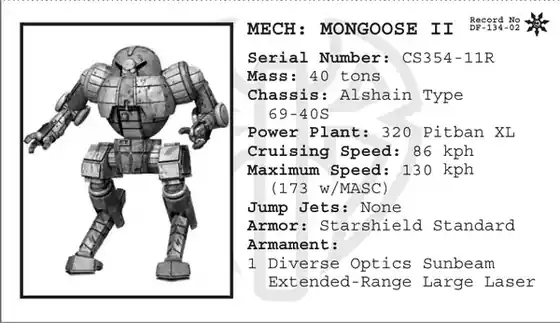 MECH: MONGOOSE II
Record No
DF-134-02
Serial Number: CS354-11R
Mass: 40 tons
Chassis: Alshain Type
69-40S
Power Plant: 320 Pitban XL
Cruising Speed: 86 kph
Maximum Speed: 130 kph
(173 w/MASC)
Jump Jets: None
Armor: Starshield Standard
Armament:
1 Diverse Optics Sunbeam
Extended-Range Large Laser